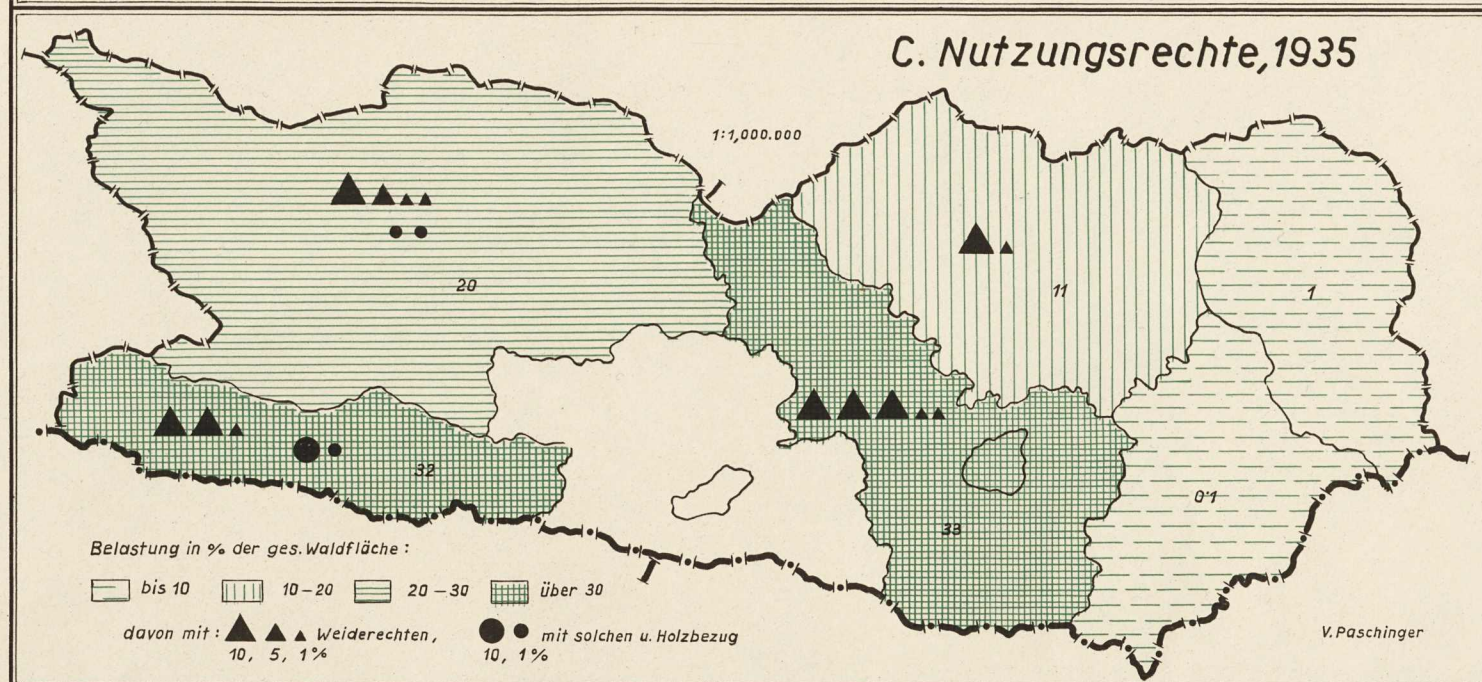 C. Nutzungsrechte, 1935
1:1,000.000
20
11
1
32
33
0·1
Belastung in % der ges. Waldfläche:
bis 10 10–20 20–30 über 30
davon mit: Weiderechten, mit solchen u. Holzbezug
10, 5, 1% 10, 1%
V. Paschinger